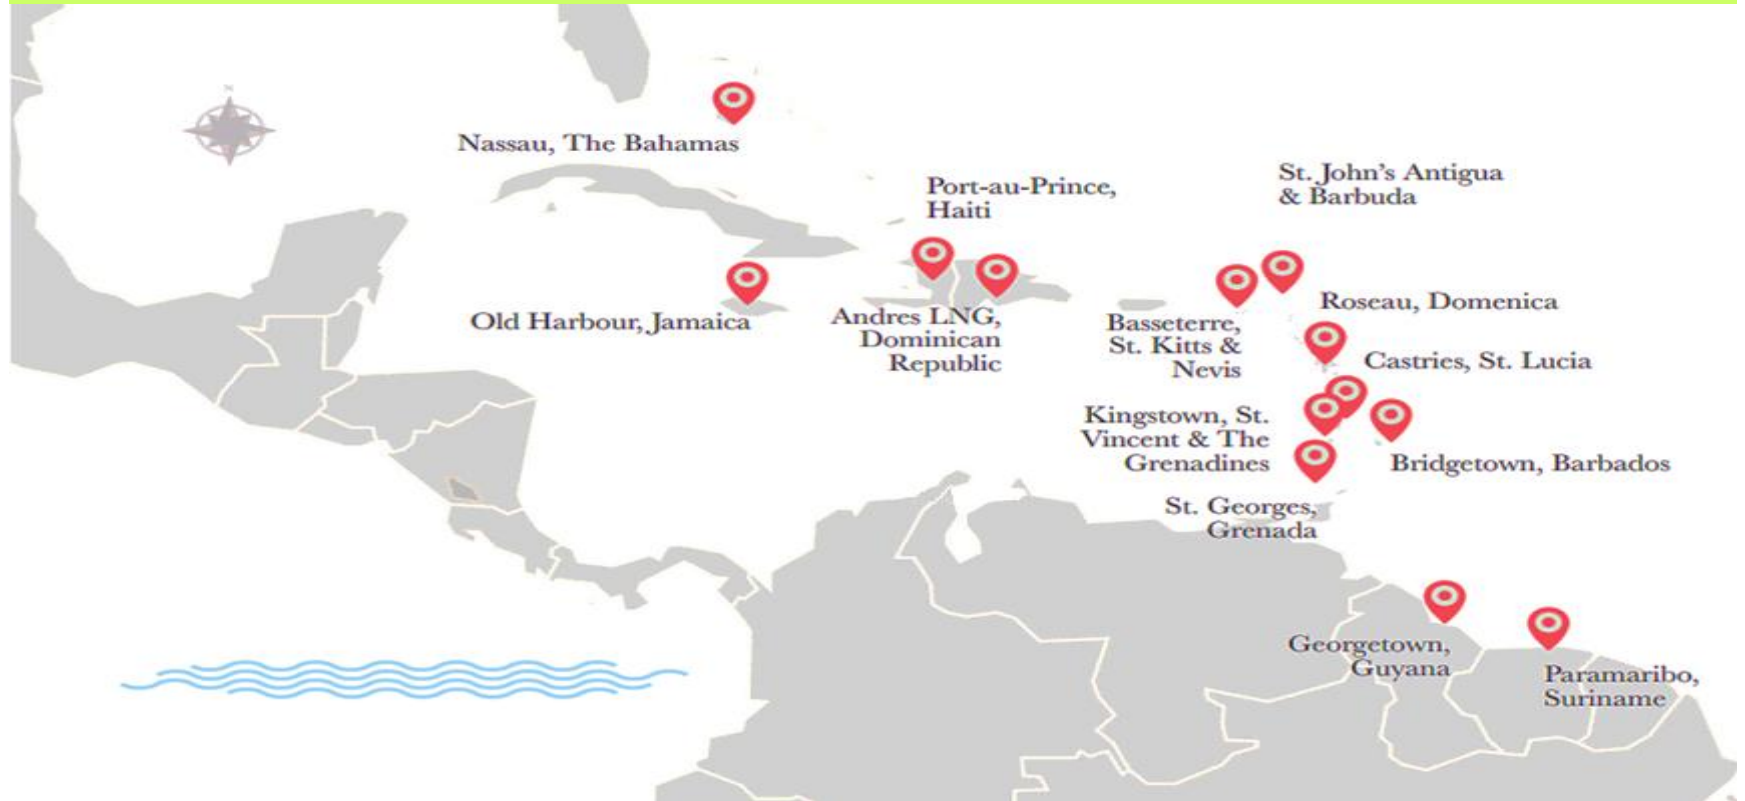 N
Nassau, The Bahamas
Port-au-Prince,
Haiti
St. John's Antigua
& Barbuda
Old Harbour, Jamaica
Andres LNG,
Dominican
Republic
Basseterre,
St. Kitts &
Nevis
Roseau, Domenica
Castries, St. Lucia
Kingstown, St.
Vincent & The
Grenadines
Bridgetown, Barbados
St. Georges,
Grenada
Georgetown,
Guyana
Paramaribo,
Suriname